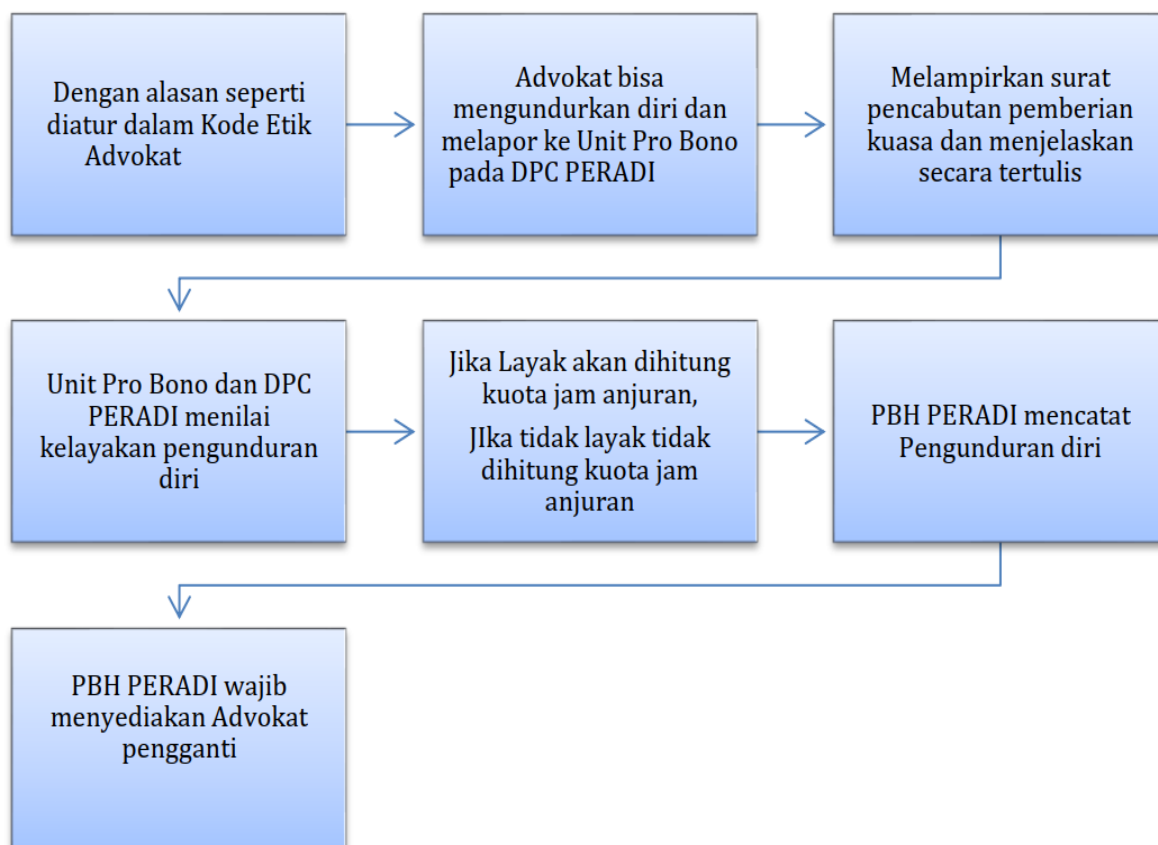 Dengan alasan seperti
diatur dalam Kode Etik
Advokat
Advokat bisa
mengundurkan diri dan
melapor ke Unit Pro Bono
pada DPC PERADI
Melampirkan surat
pencabutan pemberian
kuasa dan menjelaskan
secara tertulis
Unit Pro Bono dan DPC
PERADI menilai
kelayakan pengunduran
diri
Jika Layak akan dihitung
kuota jam anjuran,
JIka tidak layak tidak
dihitung kuota jam
anjuran
PBH PERADI mencatat
Pengunduran diri
PBH PERADI wajib
menyediakan Advokat
pengganti